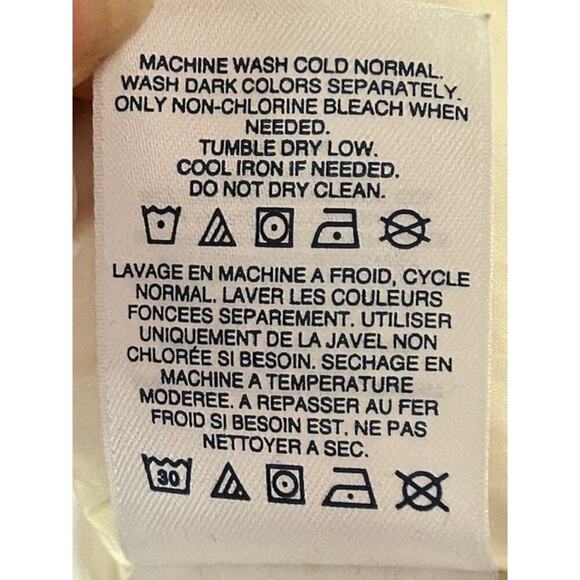 MACHINE WASH COLD NORMAL.
WASH DARK COLORS SEPARATELY.
ONLY NON-CHLORINE BLEACH WHEN
NEEDED.
TUMBLE DRY LOW.
COOL IRON IF NEEDED.
DO NOT DRY CLEAN.
LAVAGE EN MACHINE A FROID, CYCLE
NORMAL. LAVER LES COULEURS
FONCEES SEPAREMENT. UTILISER
UNIQUEMENT DE LA JAVEL NON
CHLORÉE SI BESOIN. SECHAGE EN
MACHINE A TEMPERATURE
MODEREE. A REPASSER AU FER
FROID SI BESOIN EST. NE PAS
NETTOYER A SEC.
30